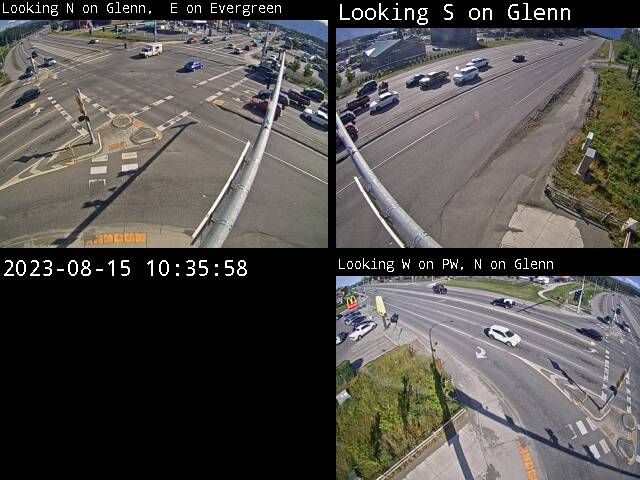 Looking N on Glenn, E on Evergreen
Looking S on Glenn
2023-08-15 10:35:58
Looking W on PW, N on Glenn